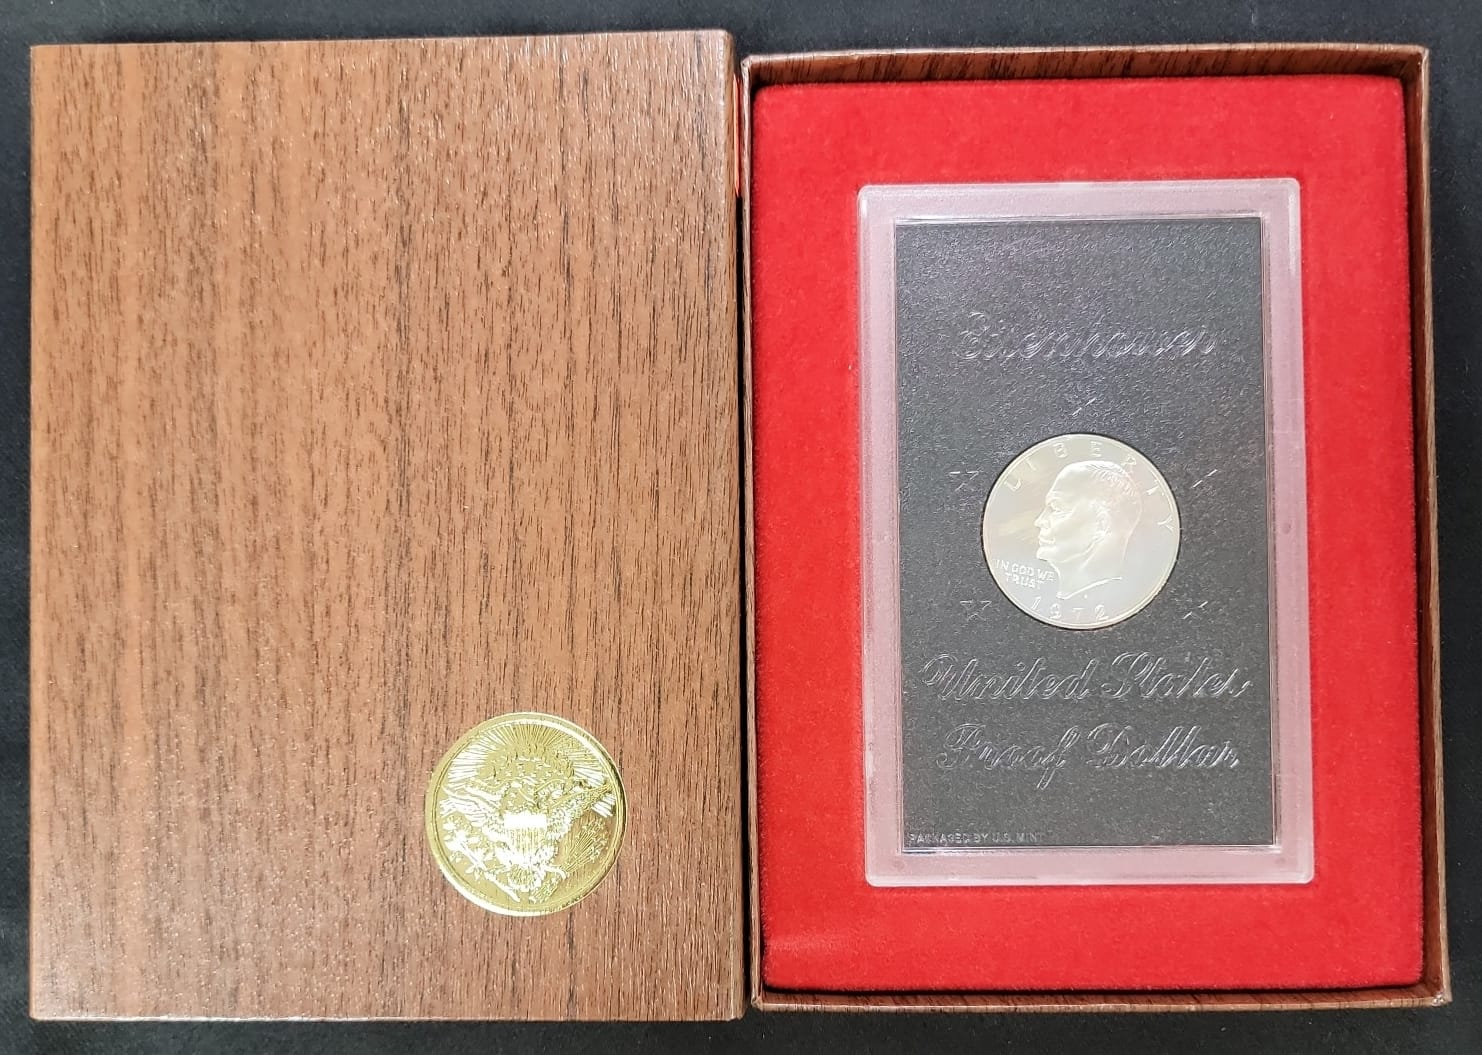 Eisenhower
LIBERTY
IN GOD WE
TRUST
1972
United States
Proof Dollar
PACKAGED BY U.S. MINT